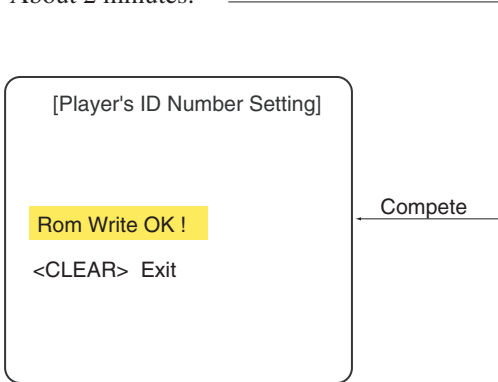 About 2 minutes.
[Player's ID Number Setting]
Compete
Rom Write OK !
<CLEAR> Exit